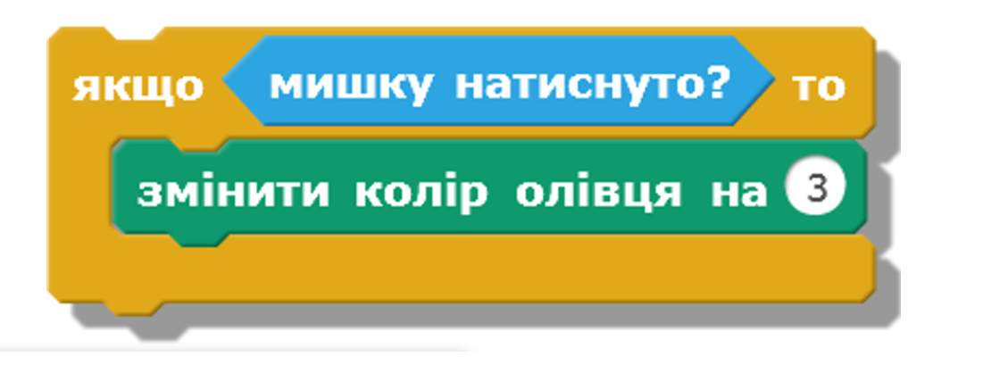 якщо мишку натиснуто? то
змінити колір олівця на 3